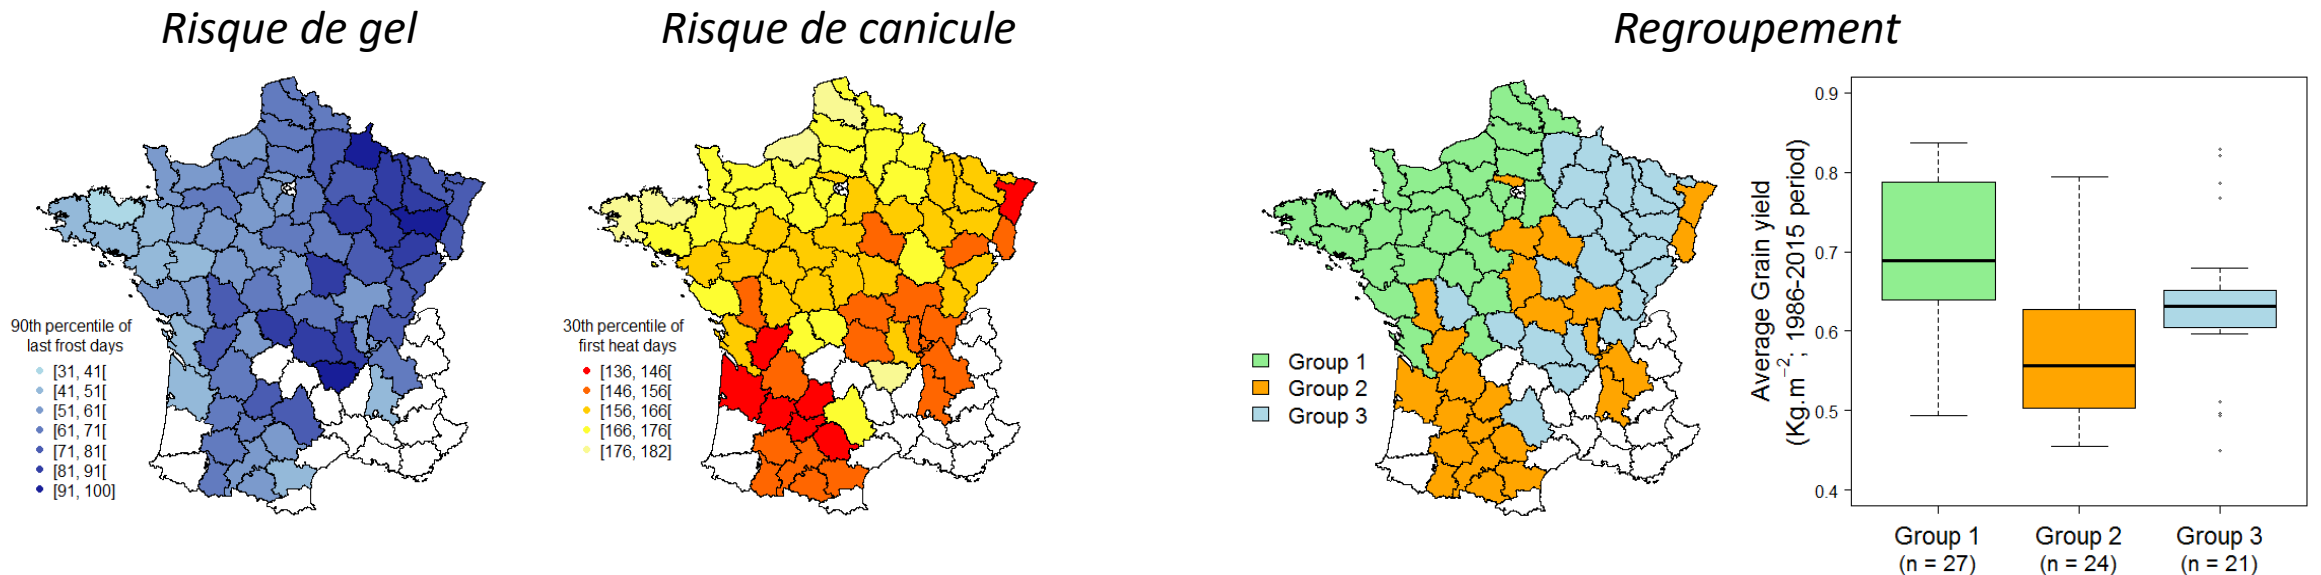 Risque de gel
Risque de canicule
Regroupement
90th percentile of
last frost days
[31, 41[
[41, 51[
[51, 61[
[61, 71[
[71, 81[
[81, 91[
[91, 100]
30th percentile of
first heat days
[136, 146[
[146, 156[
[156, 166[
[166, 176[
[176, 182]
Group 1
Group 2
Group 3
Average Grain yield
(Kg.m⁻²; 1986-2015 period)
0.9
0.8
0.7
0.6
0.5
0.4
Group 1
(n = 27)
Group 2
(n = 24)
Group 3
(n = 21)